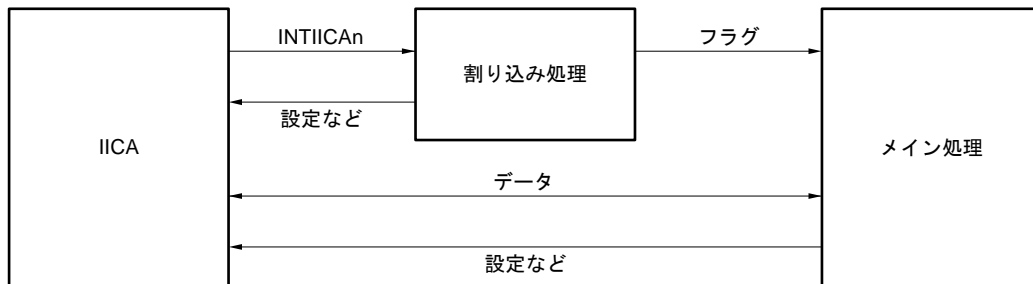 INTIICAn
フラグ
割り込み処理
設定など
IICA
メイン処理
データ
設定など